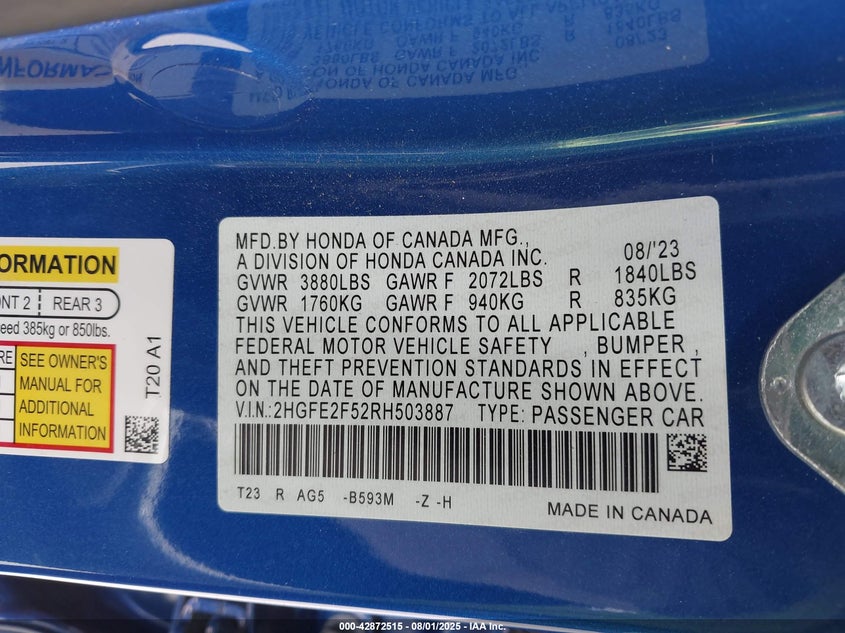 MFD.BY HONDA OF CANADA MFG.,
A DIVISION OF HONDA CANADA INC. 08/'23
GVWR 3880LBS GAWR F 2072LBS R 1840LBS
GVWR 1760KG GAWR F 940KG R 835KG
THIS VEHICLE CONFORMS TO ALL APPLICABLE
FEDERAL MOTOR VEHICLE SAFETY , BUMPER ,
AND THEFT PREVENTION STANDARDS IN EFFECT
ON THE DATE OF MANUFACTURE SHOWN ABOVE.
V.I.N.:2HGFE2F52RH503887 TYPE: PASSENGER CAR
T23 R AG5 -B593M -Z -H
MADE IN CANADA
ORMATION
ONT 2 REAR 3
eed 385kg or 850lbs.
RE
SEE OWNER'S
MANUAL FOR
ADDITIONAL
INFORMATION
T20 A1
000-42872515 - 08/01/2025 - IAA Inc.